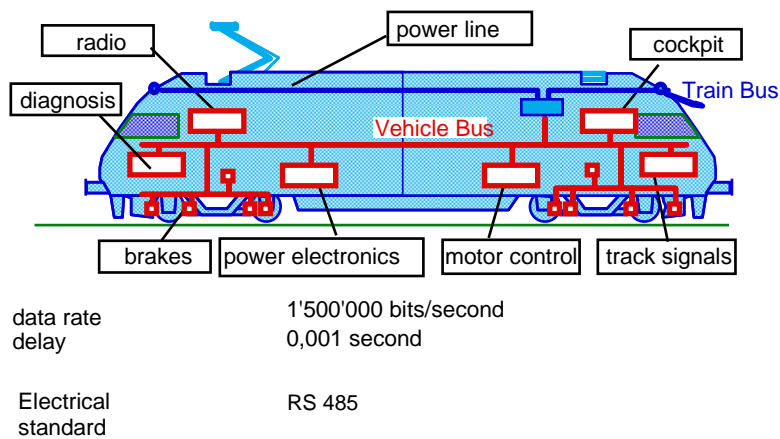 radio
power line
cockpit
diagnosis
Train Bus
Vehicle Bus
brakes
power electronics
motor control
track signals
data rate 1'500'000 bits/second
delay 0,001 second
Electrical RS 485
standard